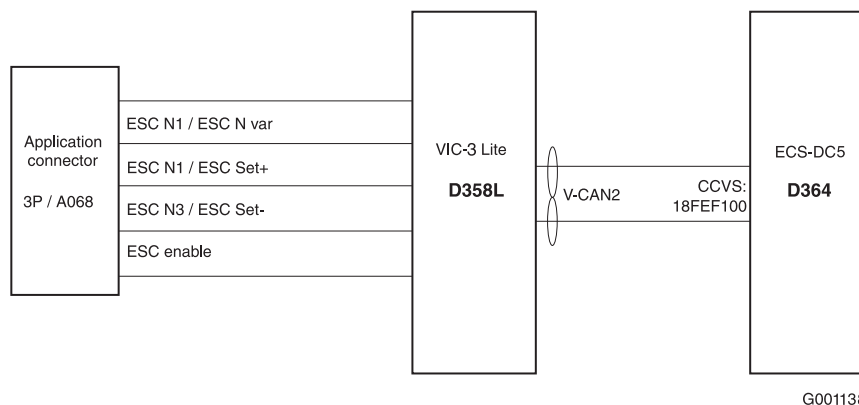 Application
connector
3P / A068
ESC N1 / ESC N var
ESC N1 / ESC Set+
ESC N3 / ESC Set-
ESC enable
VIC-3 Lite
D358L
V-CAN2
CCVS:
18FEF100
ECS-DC5
D364